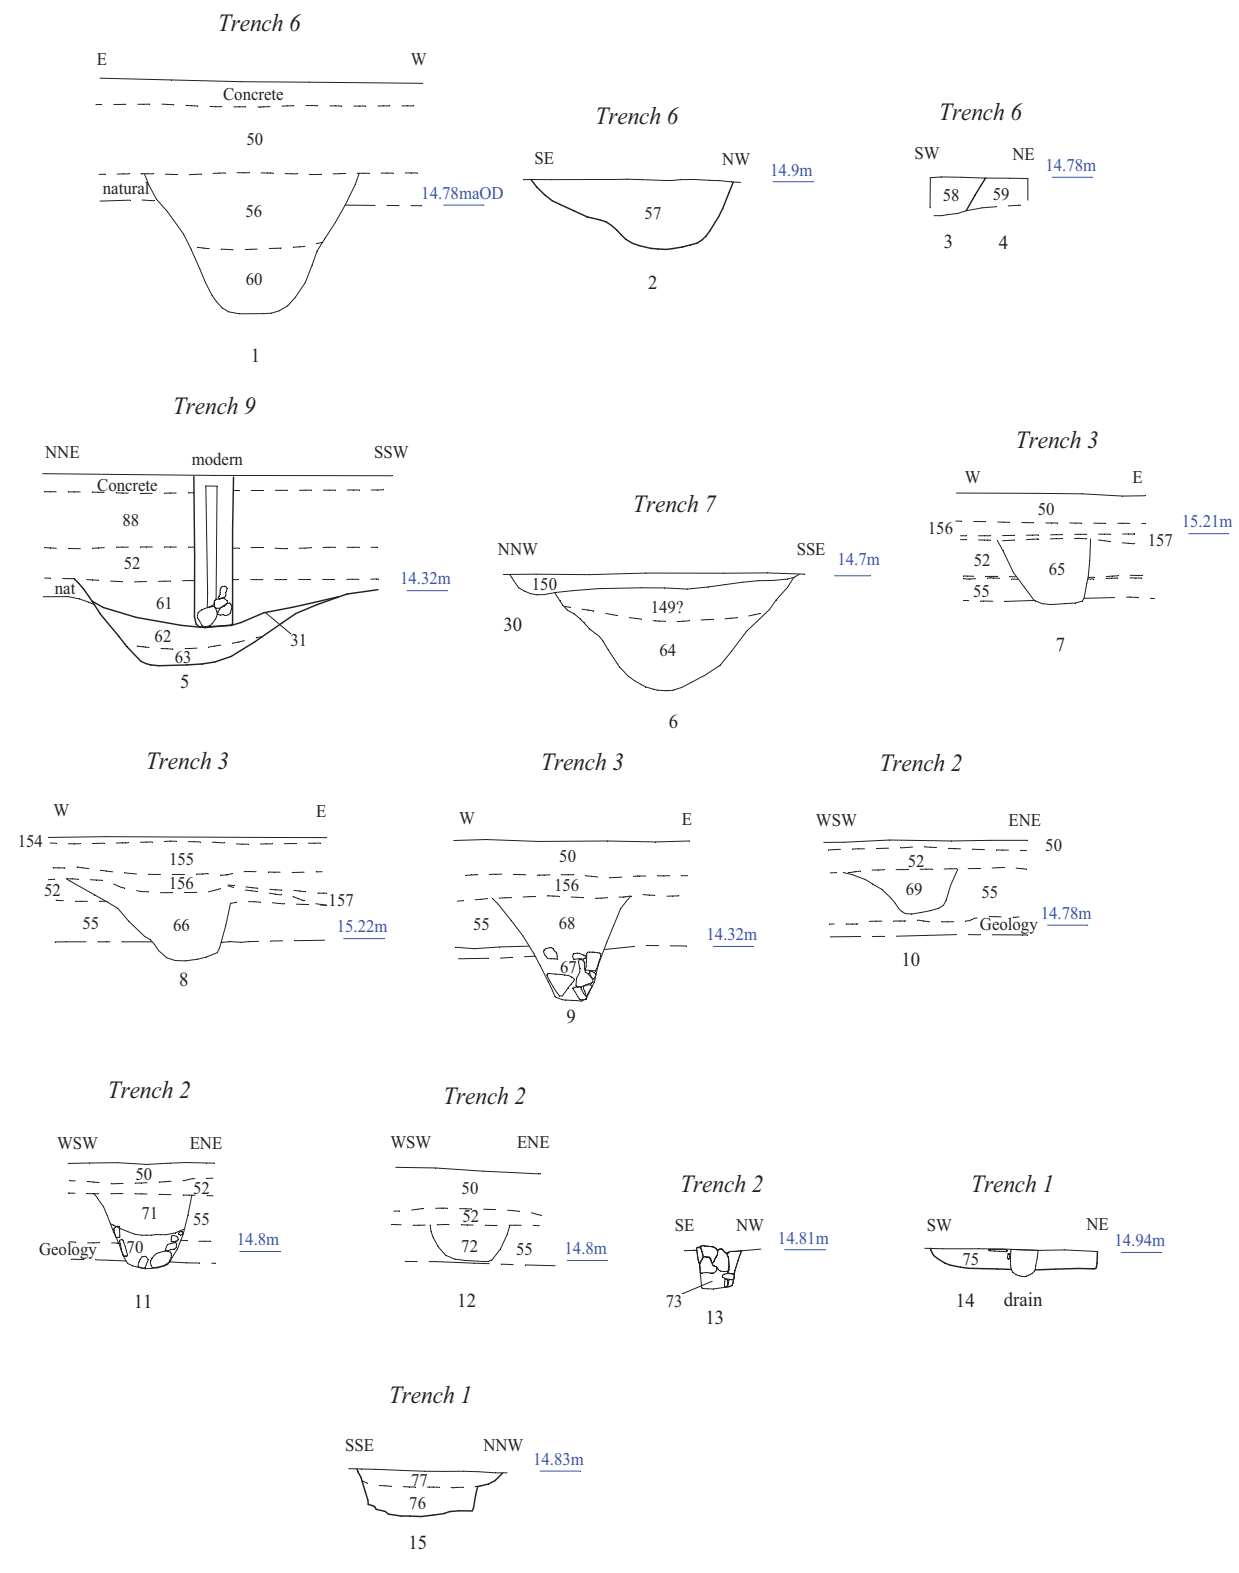 Trench 6
E W
Concrete
50
natural
14.78maOD
56
60
1
Trench 6
SE NW
14.9m
57
2
Trench 6
SW NE
14.78m
58 59
3 4
Trench 9
NNE SSW
modern
Concrete
88
52
14.32m
nat
61
62
31
63
5
Trench 7
NNW SSE
14.7m
150
149?
30
64
6
Trench 3
W E
50
156
15.21m
157
52
65
55
7
Trench 3
W E
154
155
156
52
157
55 66
15.22m
8
Trench 3
W E
50
156
55 68
14.32m
67
9
Trench 2
WSW ENE
50
52
69 55
14.78m
Geology
10
Trench 2
WSW ENE
50
52
71
55
14.8m
Geology 70
11
Trench 2
WSW ENE
50
52
72 55
14.8m
12
Trench 2
SE NW
14.81m
73
13
Trench 1
SW NE
14.94m
75
14 drain
Trench 1
SSE NNW
14.83m
77
76
15